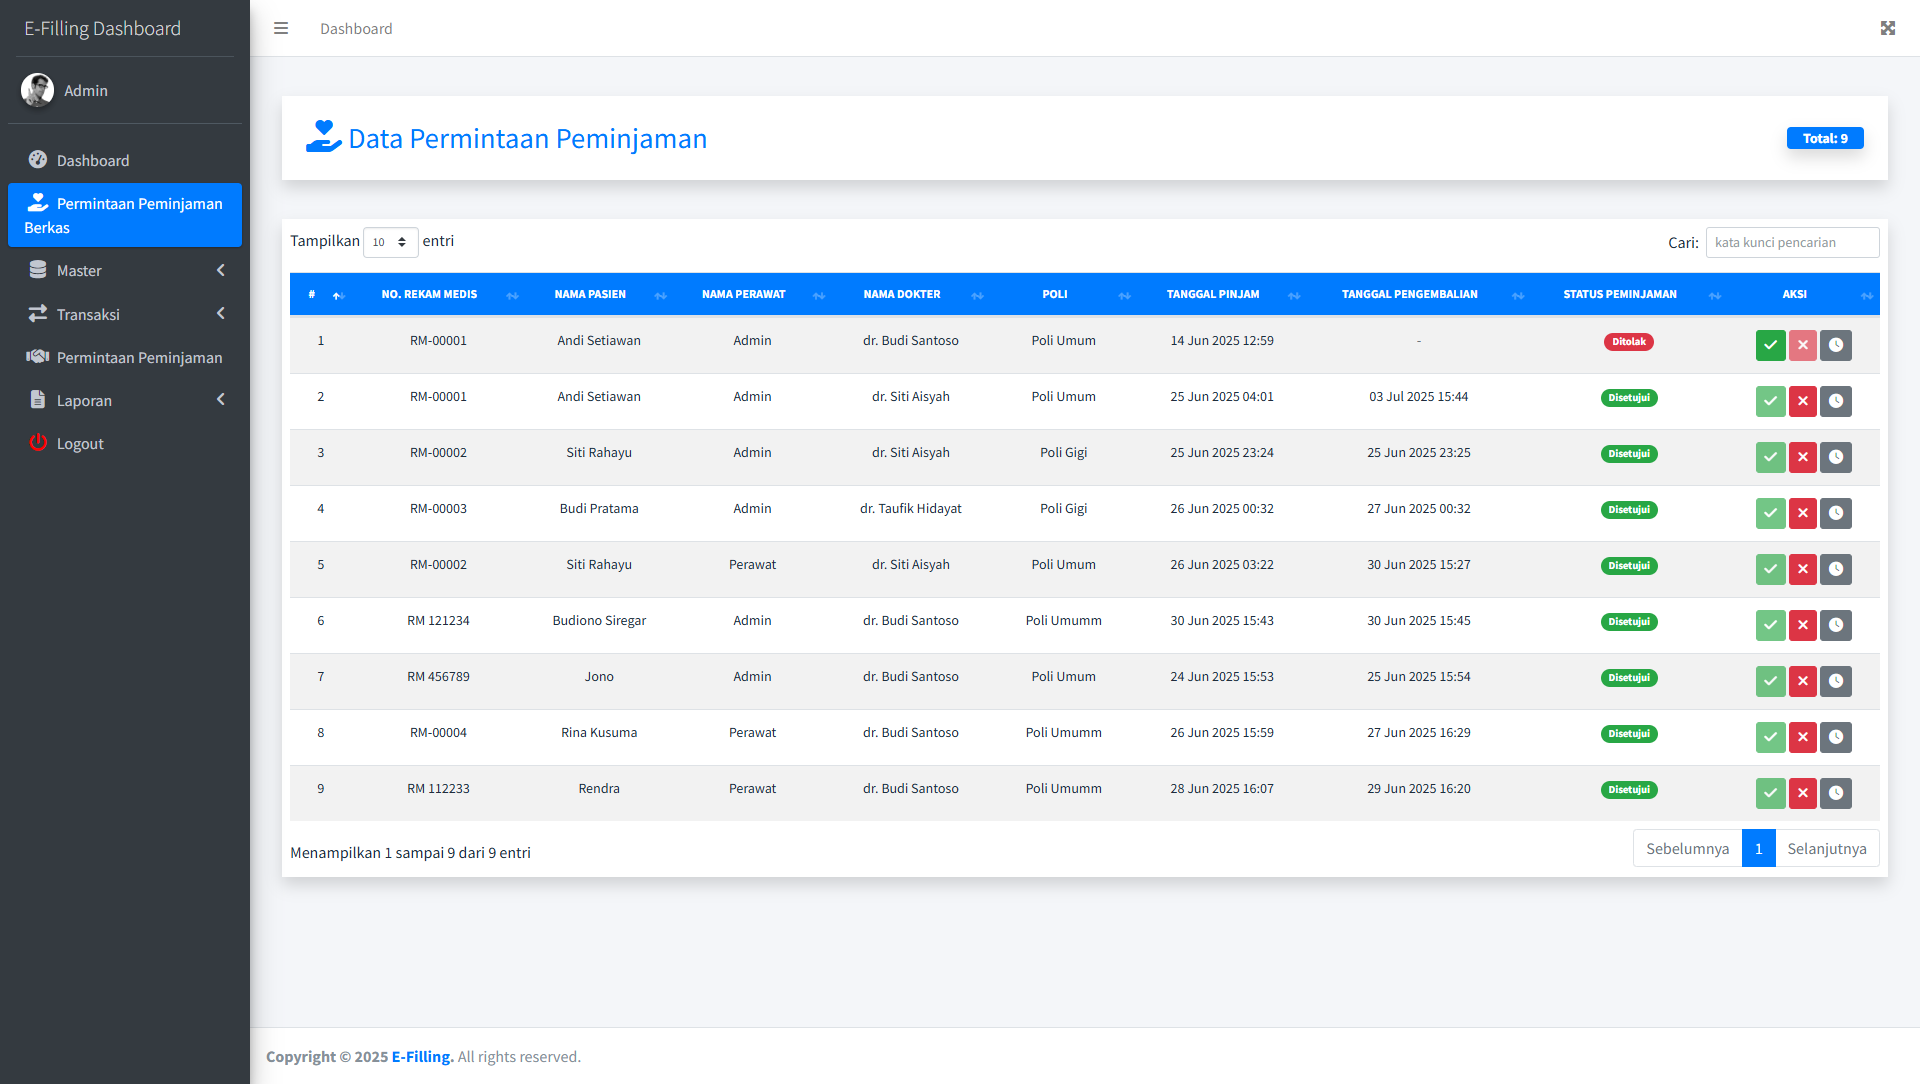 E-Filling Dashboard
Dashboard
Admin
Dashboard
Permintaan Peminjaman
Berkas
Master
Transaksi
Permintaan Peminjaman
Laporan
Logout
Data Permintaan Peminjaman
Total: 9
Tampilkan 10 entri
Cari: kata kunci pencarian
# NO. REKAM MEDIS NAMA PASIEN NAMA PERAWAT NAMA DOKTER POLI TANGGAL PINJAM TANGGAL PENGEMBALIAN STATUS PEMINJAMAN AKSI
1 RM-00001 Andi Setiawan Admin dr. Budi Santoso Poli Umum 14 Jun 2025 12:59 - Ditolak
2 RM-00001 Andi Setiawan Admin dr. Siti Aisyah Poli Umum 25 Jun 2025 04:01 03 Jul 2025 15:44 Disetujui
3 RM-00002 Siti Rahayu Admin dr. Siti Aisyah Poli Gigi 25 Jun 2025 23:24 25 Jun 2025 23:25 Disetujui
4 RM-00003 Budi Pratama Admin dr. Taufik Hidayat Poli Gigi 26 Jun 2025 00:32 27 Jun 2025 00:32 Disetujui
5 RM-00002 Siti Rahayu Perawat dr. Siti Aisyah Poli Umum 26 Jun 2025 03:22 30 Jun 2025 15:27 Disetujui
6 RM 121234 Budiono Siregar Admin dr. Budi Santoso Poli Umumm 30 Jun 2025 15:43 30 Jun 2025 15:45 Disetujui
7 RM 456789 Jono Admin dr. Budi Santoso Poli Umum 24 Jun 2025 15:53 25 Jun 2025 15:54 Disetujui
8 RM-00004 Rina Kusuma Perawat dr. Budi Santoso Poli Umumm 26 Jun 2025 15:59 27 Jun 2025 16:29 Disetujui
9 RM 112233 Rendra Perawat dr. Budi Santoso Poli Umumm 28 Jun 2025 16:07 29 Jun 2025 16:20 Disetujui
Menampilkan 1 sampai 9 dari 9 entri
Sebelumnya 1 Selanjutnya
Copyright © 2025 E-Filling. All rights reserved.